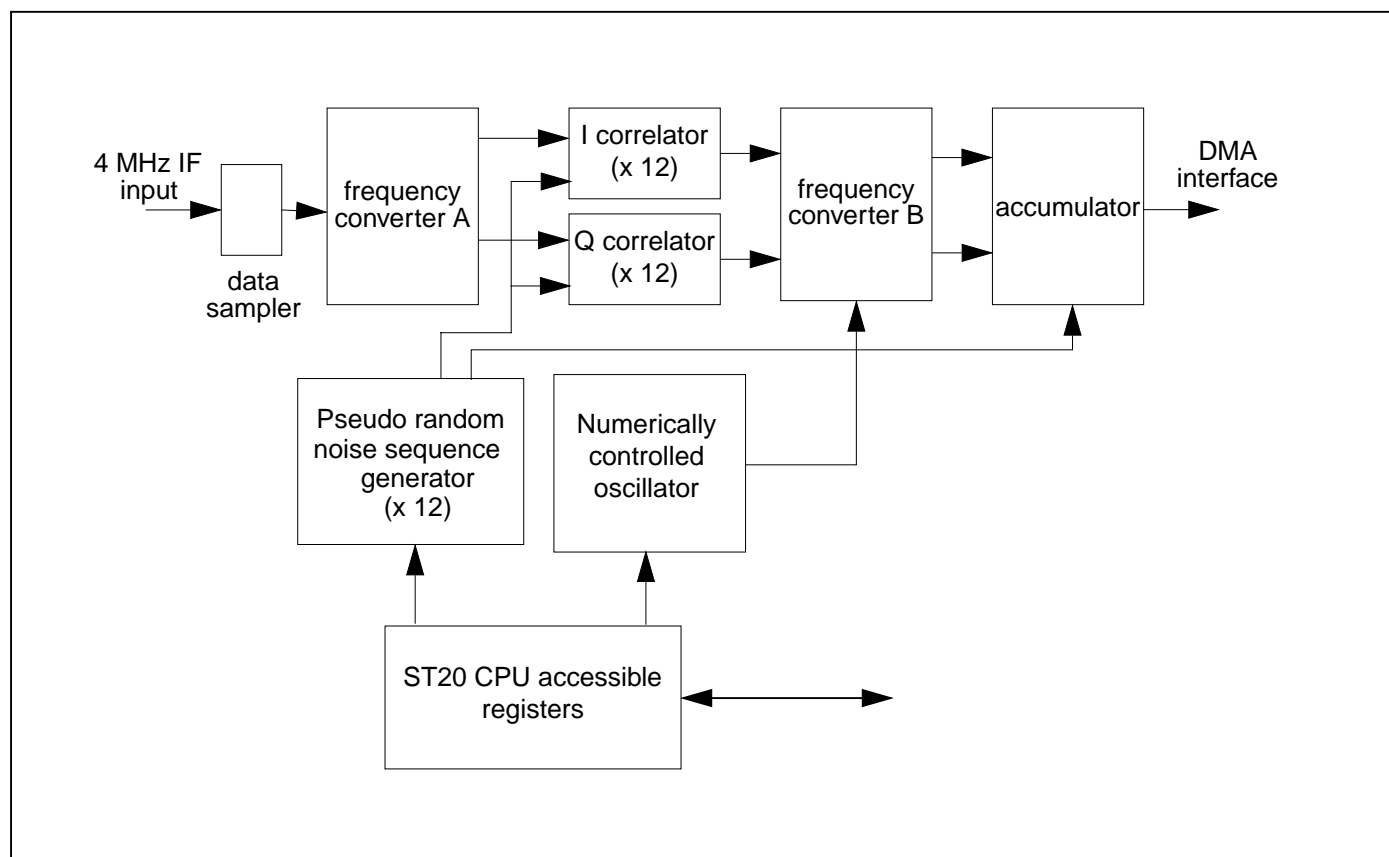 4 MHz IF
input
data
sampler
frequency
converter A
I correlator
(x 12)
Q correlator
(x 12)
frequency
converter B
accumulator
DMA
interface
Pseudo random
noise sequence
generator
(x 12)
Numerically
controlled
oscillator
ST20 CPU accessible
registers